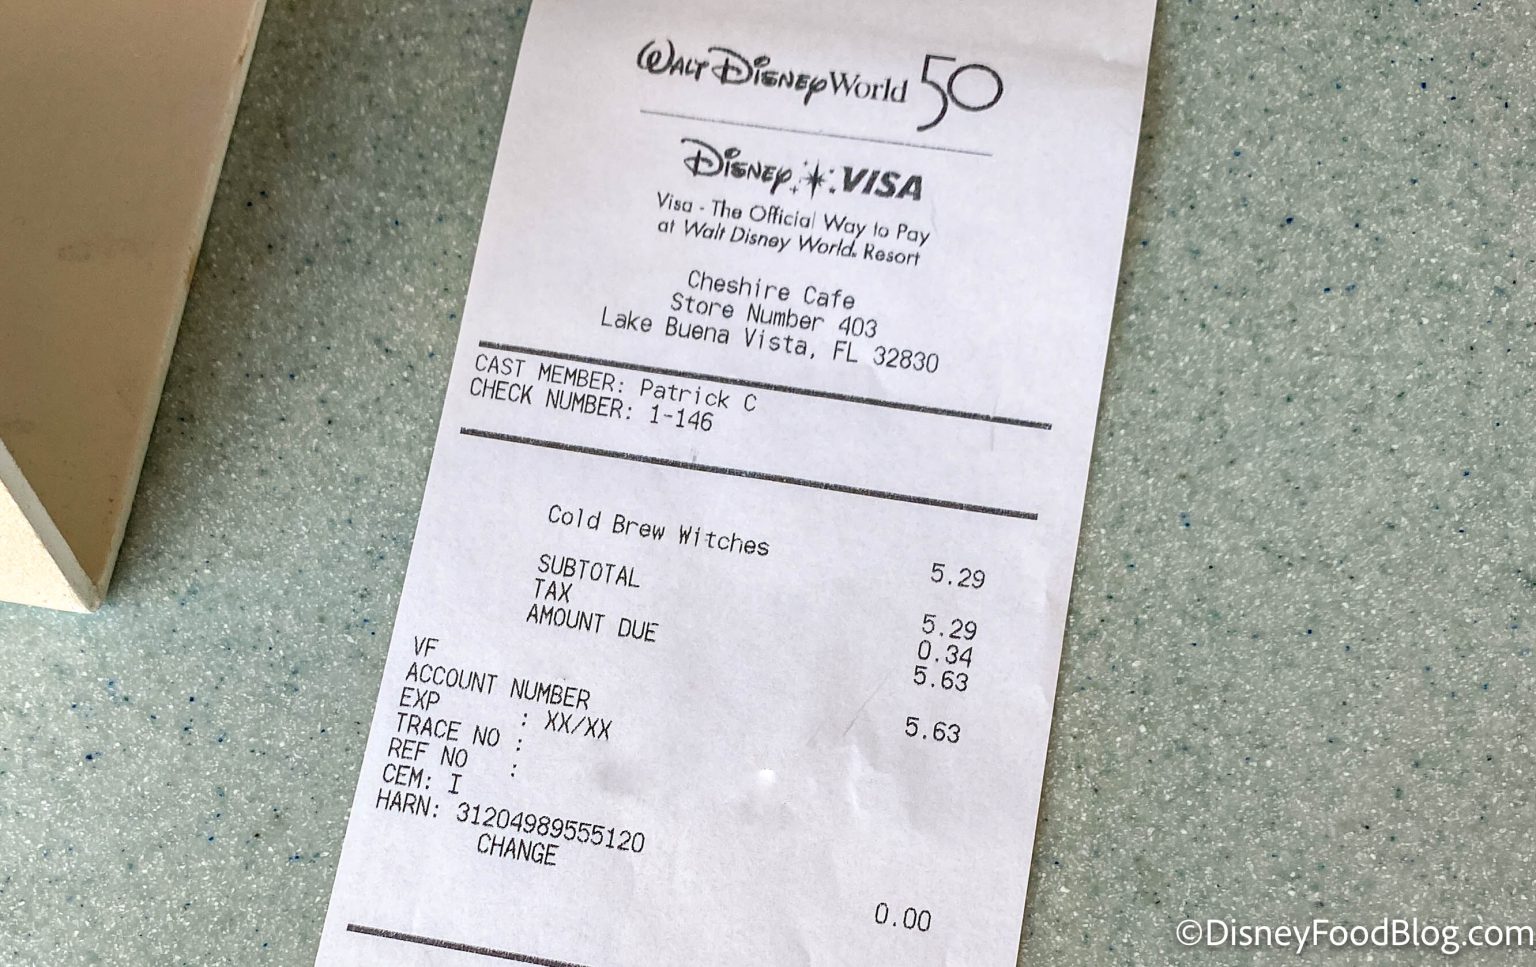 WALT DISNEY World 50
DISNEY VISA
Visa - The Official Way to Pay
at Walt Disney World® Resort
Cheshire Cafe
Store Number 403
Lake Buena Vista, FL 32830
CAST MEMBER: Patrick C
CHECK NUMBER: 1-146
Cold Brew Witches 5.29
SUBTOTAL 5.29
TAX 0.34
AMOUNT DUE 5.63
VF 5.63
ACCOUNT NUMBER
EXP : XX/XX
TRACE NO :
REF NO :
CEM: I
HARN: 31204989555120
CHANGE 0.00
©DisneyFoodBlog.com